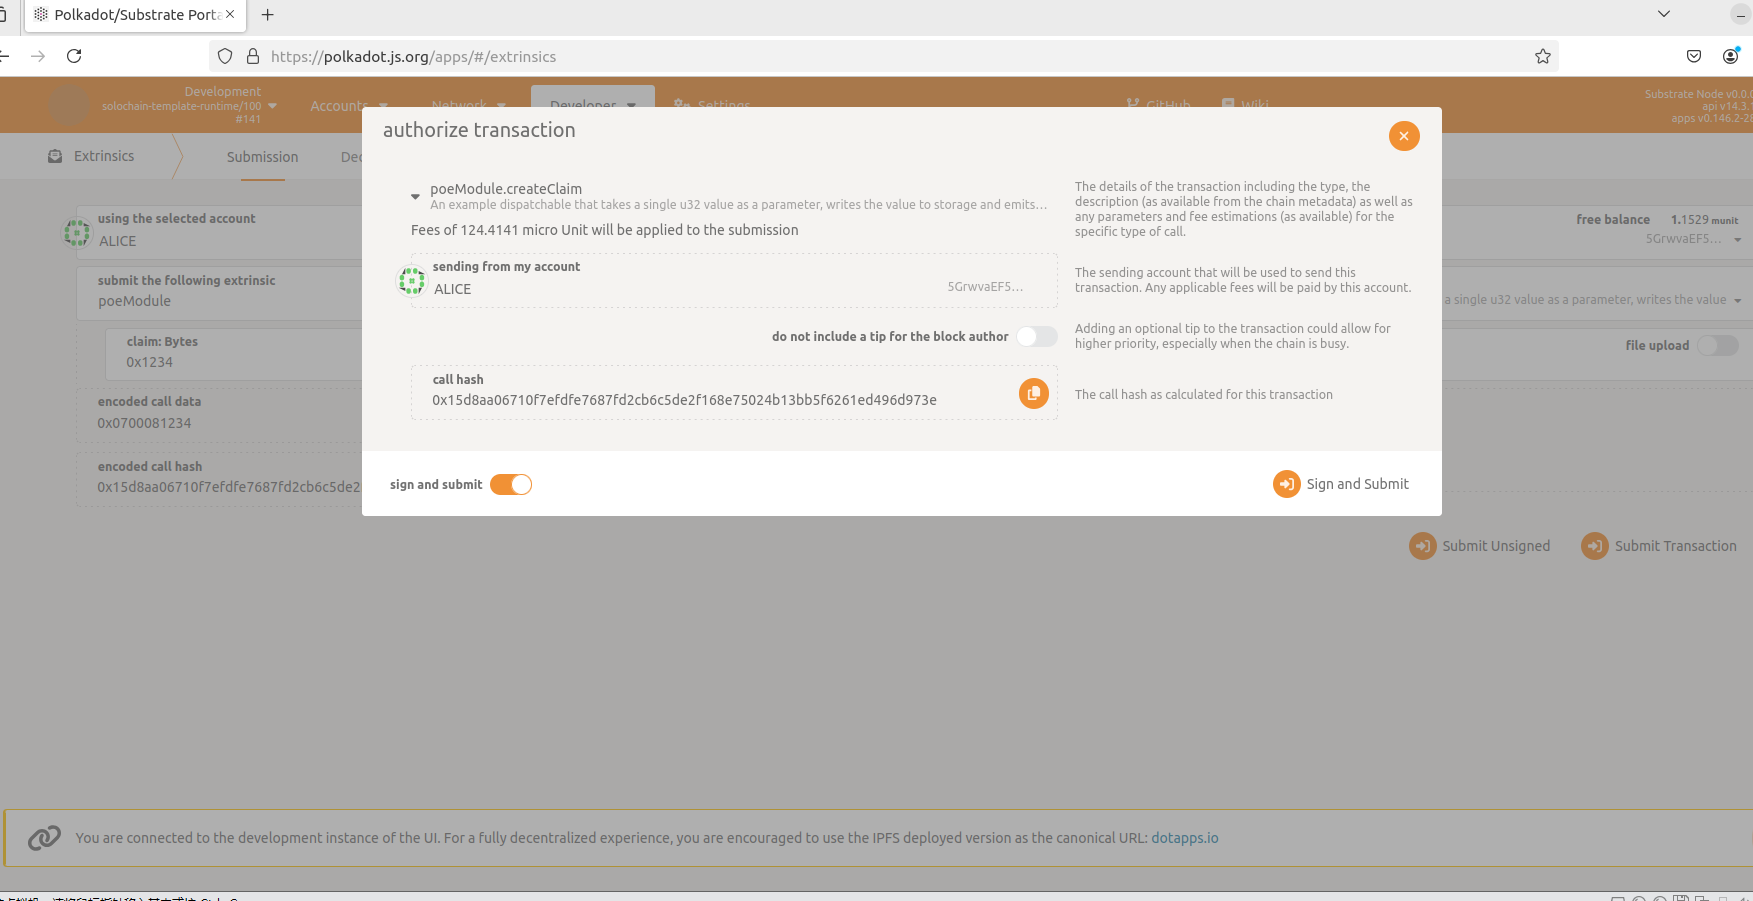 Polkadot/Substrate Porta
https://polkadot.js.org/apps/#/extrinsics
Development
solochain-template-runtime/100
#141
Accounts
Network
Developer
Settings
GitHub
Wiki
Substrate Node v0.0.0
api v14.3.1
apps v0.146.2-28
Extrinsics
Submission
Dec
authorize transaction
poeModule.createClaim
An example dispatchable that takes a single u32 value as a parameter, writes the value to storage and emits…
Fees of 124.4141 micro Unit will be applied to the submission
The details of the transaction including the type, the
description (as available from the chain metadata) as well as
any parameters and fee estimations (as available) for the
specific type of call.
sending from my account
ALICE
5GrwvaEF5…
The sending account that will be used to send this
transaction. Any applicable fees will be paid by this account.
do not include a tip for the block author
Adding an optional tip to the transaction could allow for
higher priority, especially when the chain is busy.
call hash
0x15d8aa06710f7efdfe7687fd2cb6c5de2f168e75024b13bb5f6261ed496d973e
The call hash as calculated for this transaction
sign and submit
Sign and Submit
using the selected account
ALICE
free balance 1.1529 munit
5GrwvaEF5…
submit the following extrinsic
poeModule
a single u32 value as a parameter, writes the value
claim: Bytes
0x1234
file upload
encoded call data
0x0700081234
encoded call hash
0x15d8aa06710f7efdfe7687fd2cb6c5de2
Submit Unsigned
Submit Transaction
You are connected to the development instance of the UI. For a fully decentralized experience, you are encouraged to use the IPFS deployed version as the canonical URL: dotapps.io